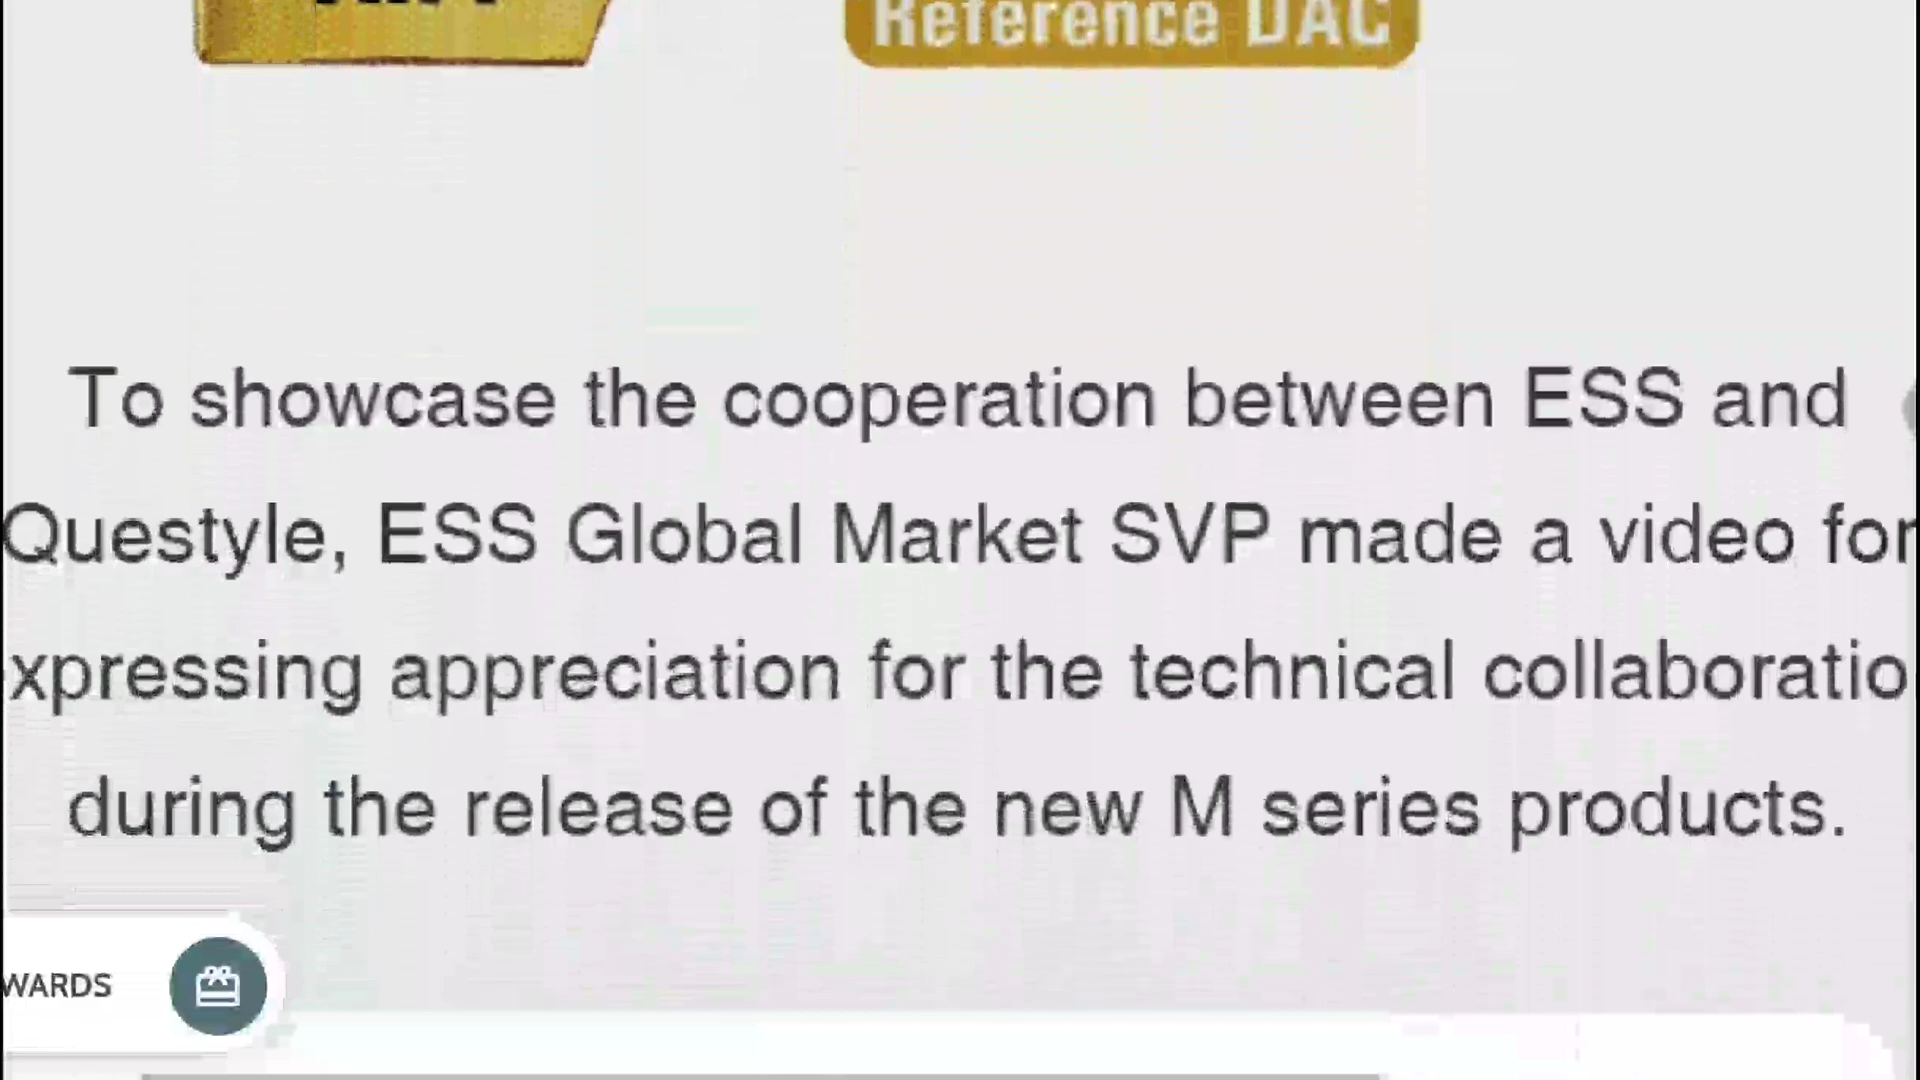 Reference DAC
To showcase the cooperation between ESS and
Questyle, ESS Global Market SVP made a video for
xpressing appreciation for the technical collaboratio
during the release of the new M series products.
WARDS